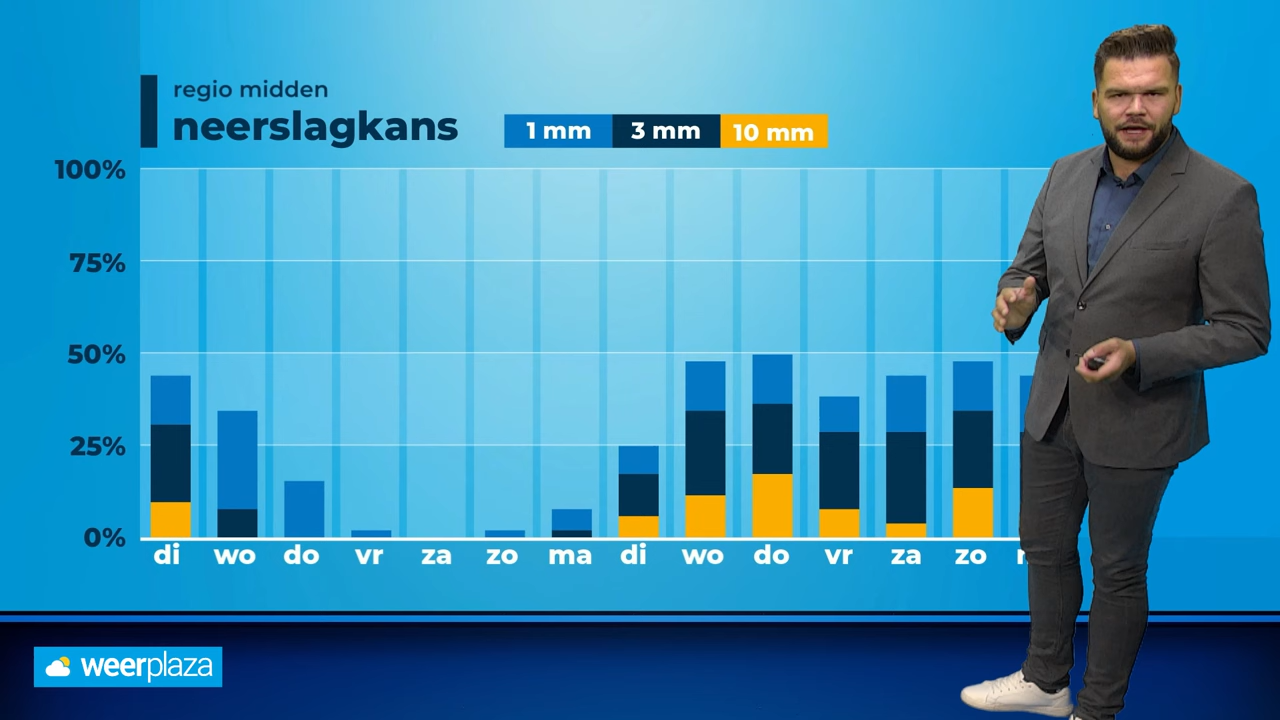 regio midden
neerslagkans
1 mm 3 mm 10 mm
100%
75%
50%
25%
0%
di wo do vr za zo ma di wo do vr za zo
weerplaza